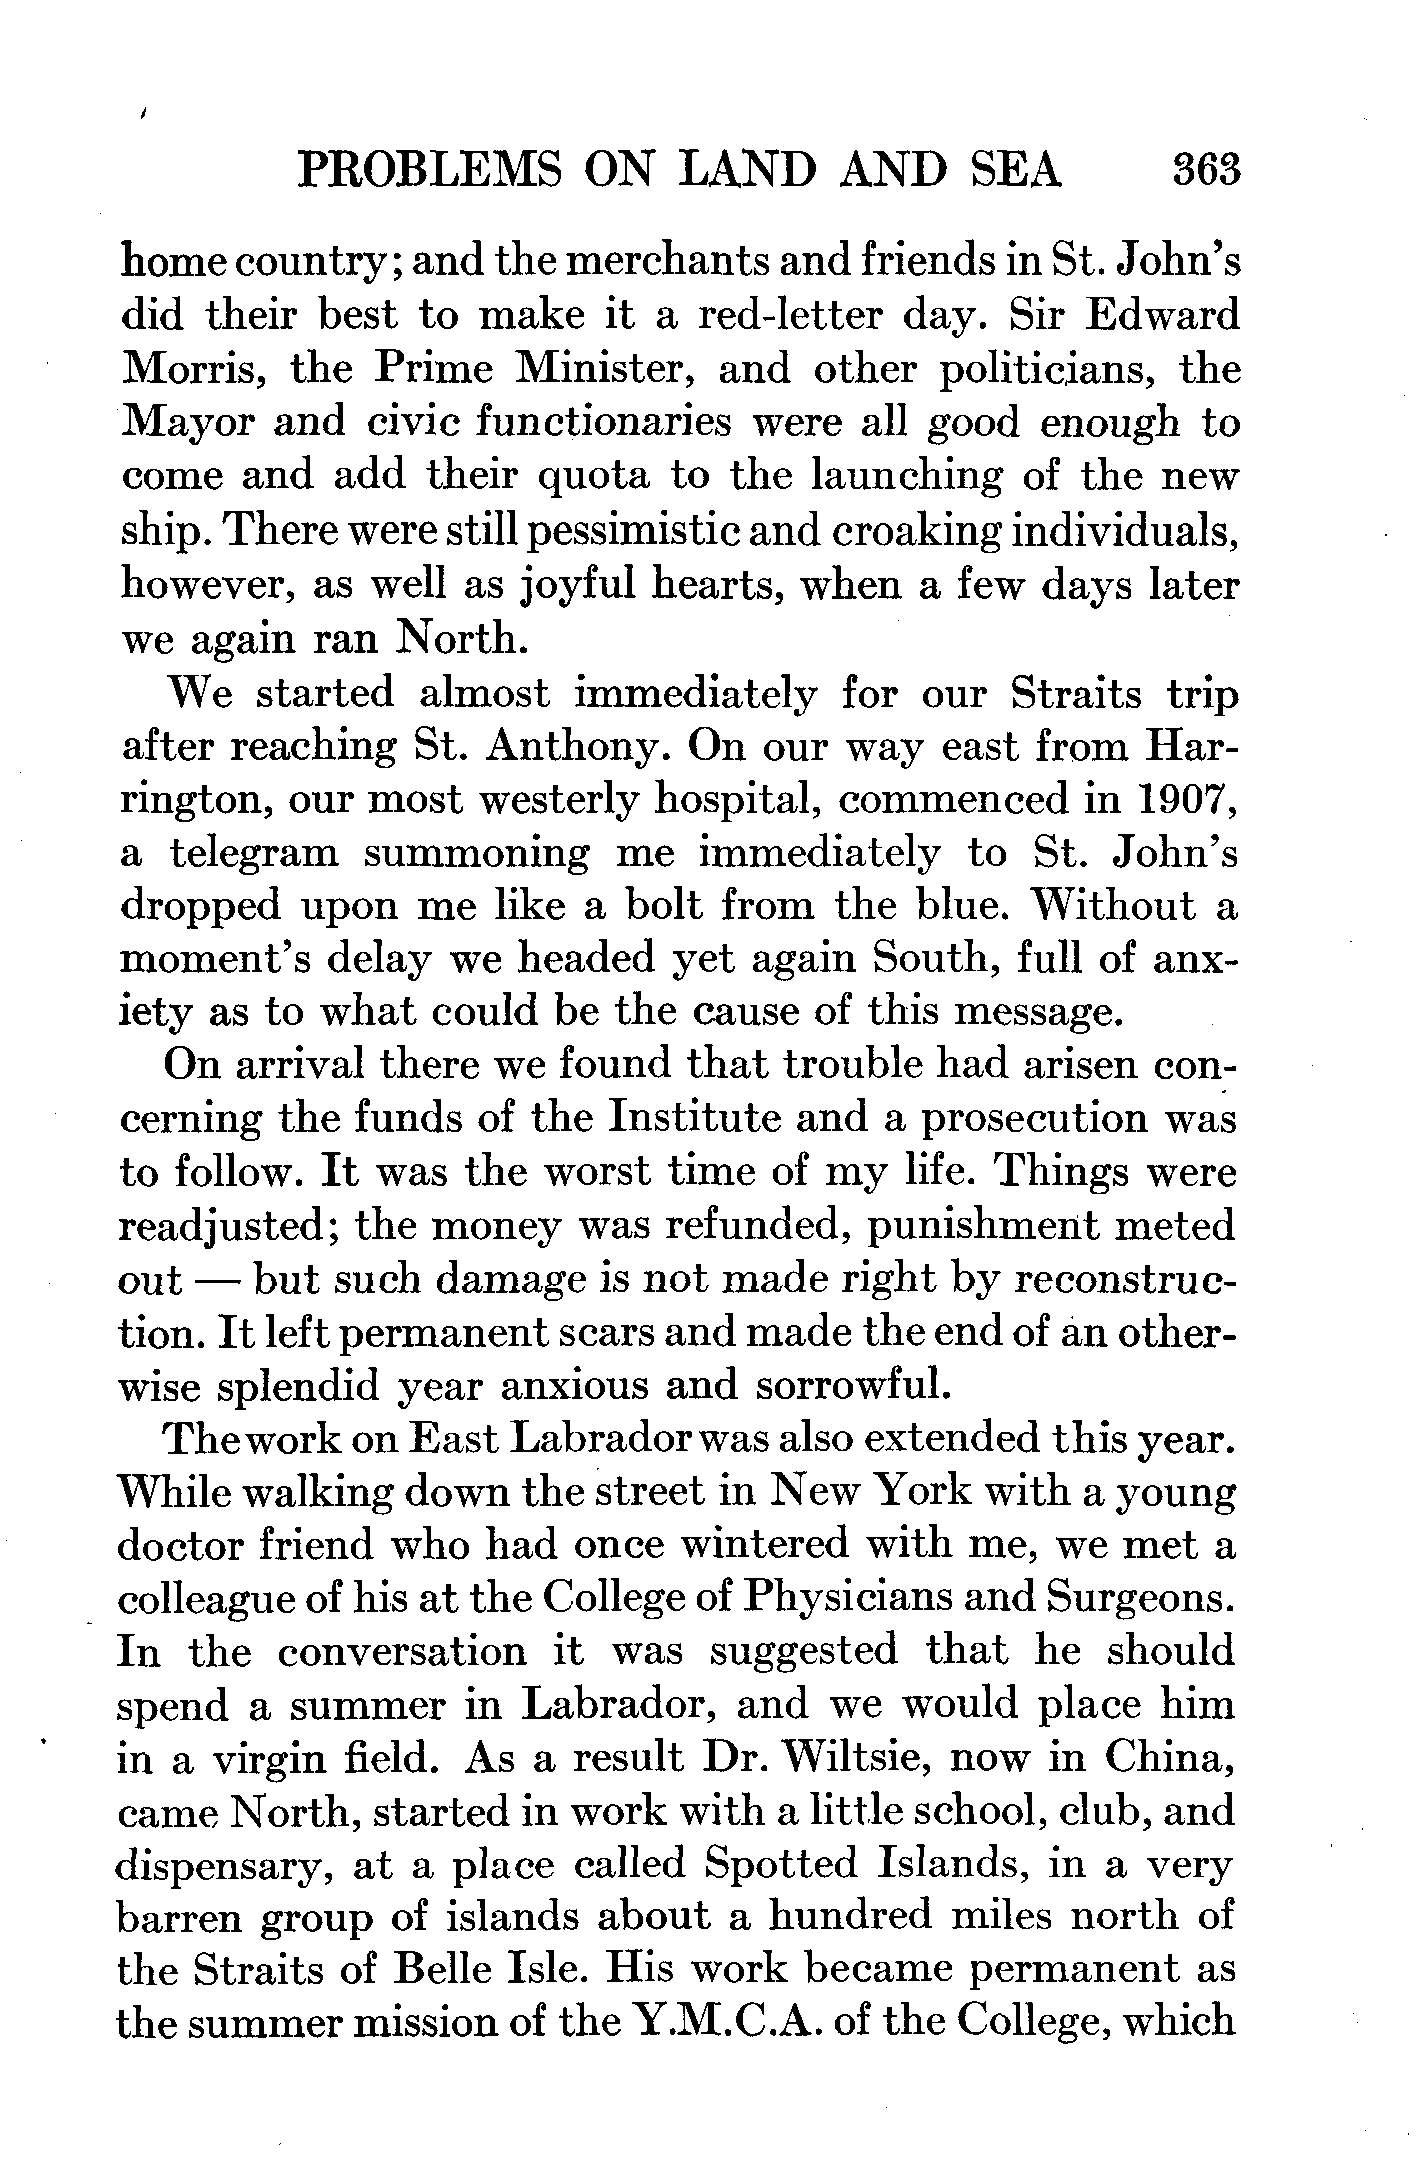 PROBLEMS ON LAND AND SEA 363
home country; and the merchants and friends in St. John's
did their best to make it a red-letter day. Sir Edward
Morris, the Prime Minister, and other politicians, the
Mayor and civic functionaries were all good enough to
come and add their quota to the launching of the new
ship. There were still pessimistic and croaking individuals,
however, as well as joyful hearts, when a few days later
we again ran North.
We started almost immediately for our Straits trip
after reaching St. Anthony. On our way east from Har-
rington, our most westerly hospital, commenced in 1907,
a telegram summoning me immediately to St. John's
dropped upon me like a bolt from the blue. Without a
moment's delay we headed yet again South, full of anx-
iety as to what could be the cause of this message.
On arrival there we found that trouble had arisen con-
cerning the funds of the Institute and a prosecution was
to follow. It was the worst time of my life. Things were
readjusted; the money was refunded, punishment meted
out — but such damage is not made right by reconstruc-
tion. It left permanent scars and made the end of an other-
wise splendid year anxious and sorrowful.
The work on East Labrador was also extended this year.
While walking down the street in New York with a young
doctor friend who had once wintered with me, we met a
colleague of his at the College of Physicians and Surgeons.
In the conversation it was suggested that he should
spend a summer in Labrador, and we would place him
in a virgin field. As a result Dr. Wiltsie, now in China,
came North, started in work with a little school, club, and
dispensary, at a place called Spotted Islands, in a very
barren group of islands about a hundred miles north of
the Straits of Belle Isle. His work became permanent as
the summer mission of the Y.M.C.A. of the College, which